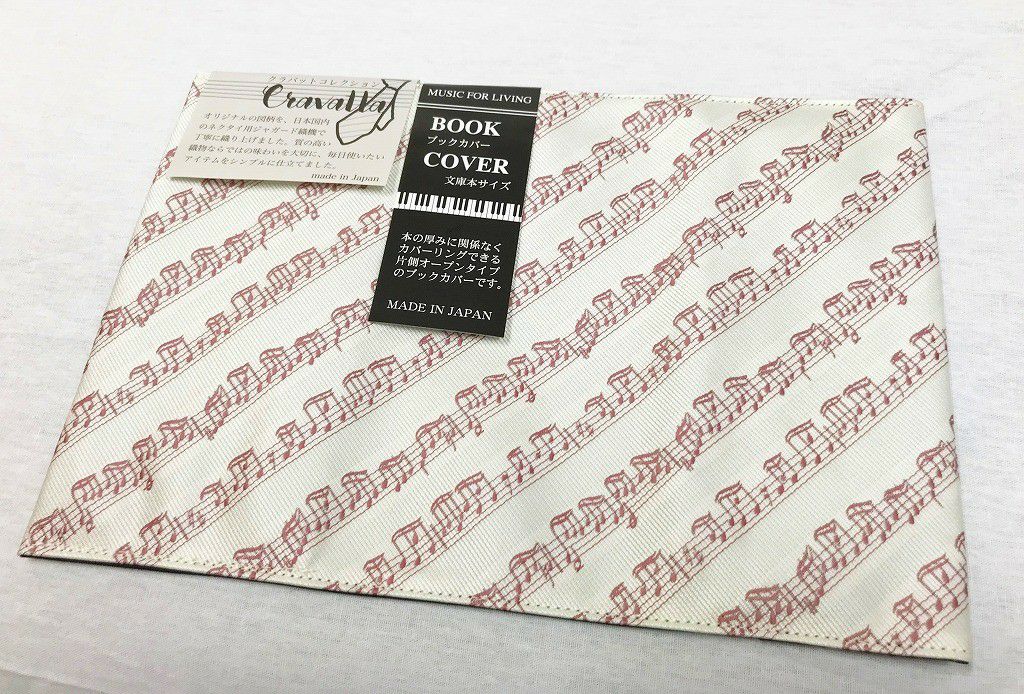 クラバットコレクション
Cravatta
オリジナルの図柄を、日本国内
のネクタイ用ジャガード織機で
丁寧に織り上げました。質の高い
織物ならではの味わいを大切に、毎日使いたい
アイテムをシンプルに仕立てました。
made in Japan
MUSIC FOR LIVING
BOOK
ブックカバー
COVER
文庫本サイズ
本の厚みに関係なく
カバーリングできる
片側オープンタイプ
のブックカバーです。
MADE IN JAPAN